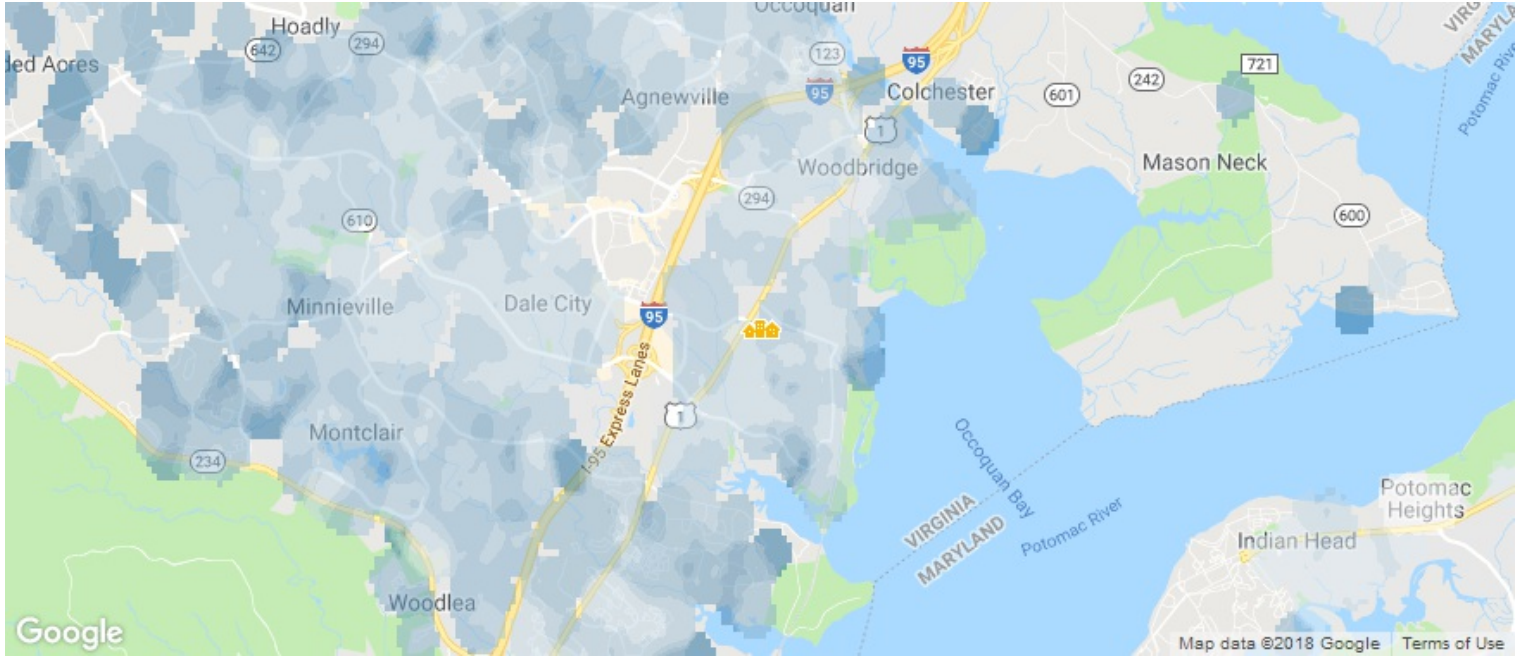 Occoquan
Hoadly
294
642
123
95
VIRG
MARYLAND
ded Acres
721
242
Agnewville
95
Colchester
601
Potomac River
1
Mason Neck
Woodbridge
294
600
610
Minnieville
Dale City
95
I-95 Express Lanes
1
Montclair
234
Occoquan Bay
VIRGINIA
MARYLAND
Potomac River
Potomac
Heights
Indian Head
Woodlea
Google
Map data ©2018 Google
Terms of Use